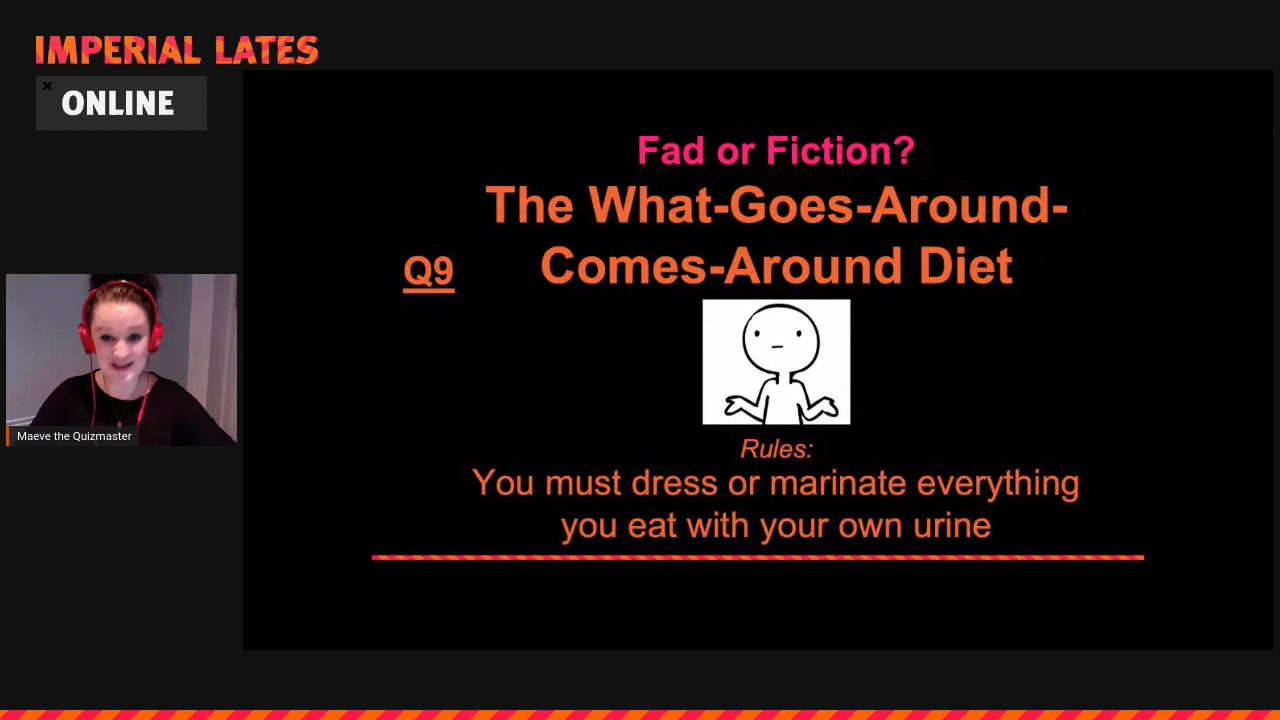 IMPERIAL LATES
ONLINE
Fad or Fiction?
The What-Goes-Around-
Q9 Comes-Around Diet
Rules:
You must dress or marinate everything
you eat with your own urine
Maeve the Quizmaster